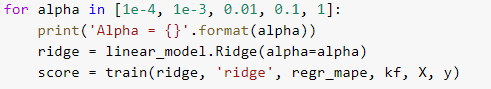 for alpha in [1e-4, 1e-3, 0.01, 0.1, 1]:
    print('Alpha = {}'.format(alpha))
    ridge = linear_model.Ridge(alpha=alpha)
    score = train(ridge, 'ridge', regr_mape, kf, X, y)